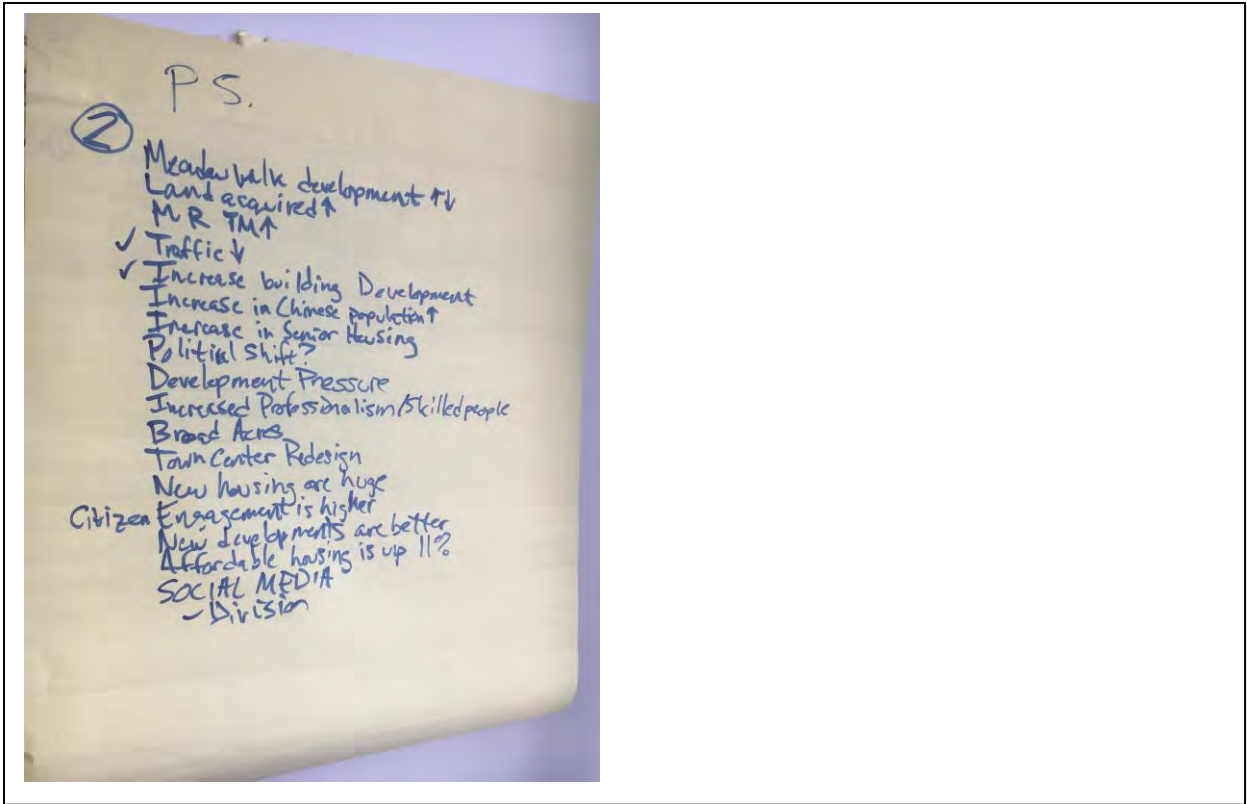 P S.
2
Meadow walk development ↑↓
Land acquired ↑
M R TM ↑
✓ Traffic ↓
✓ Increase building Development
Increase in Chinese population ↑
Increase in Senior Housing
Political Shift?
Development Pressure
Increased Professionalism/Skilled people
Broad Acres
Town Center Redesign
New housing are huge
Citizen Engagement is higher
New developments are better
Affordable housing is up 11?
SOCIAL MEDIA
- Division